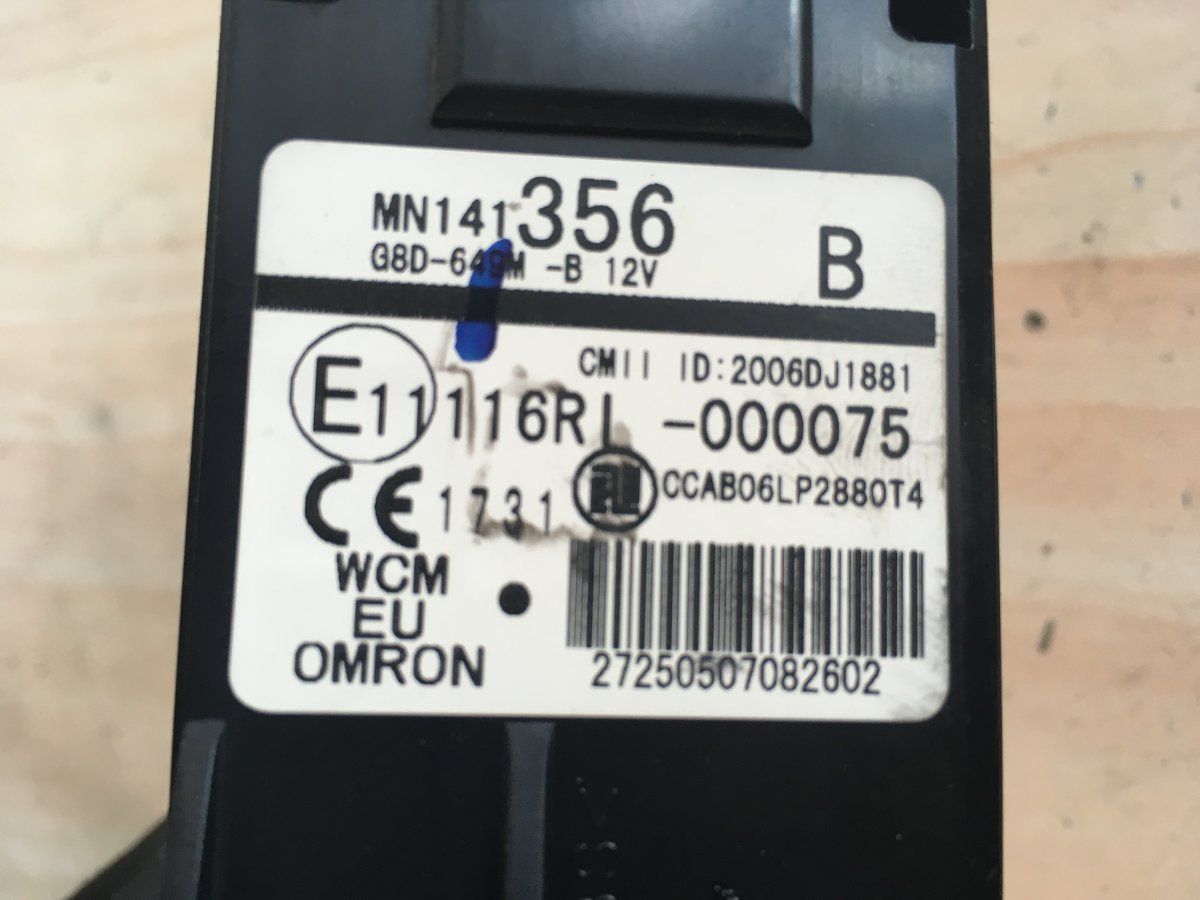 MN141356
G8D-649M -B 12V
B
CMII ID:2006DJ1881
E11 116RI -000075
CE 1731
CCAB06LP2880T4
WCM
EU
OMRON
27250507082602